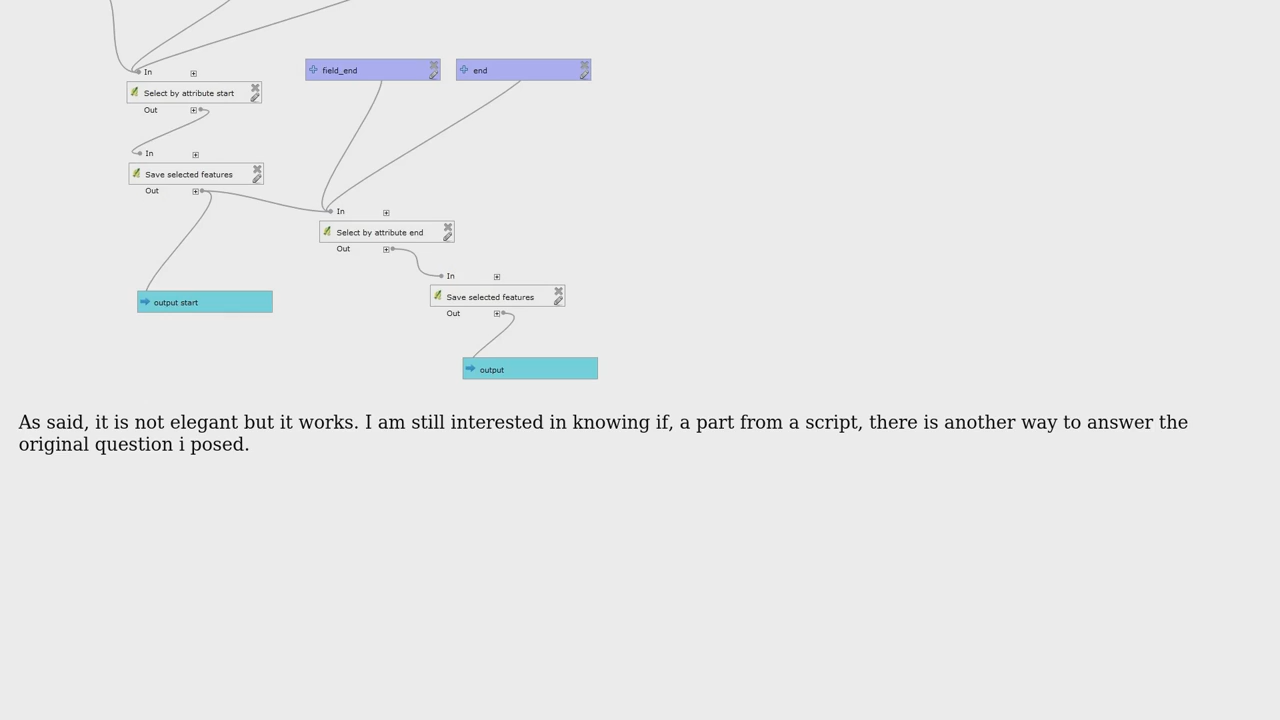 In
field_end
end
Select by attribute start
Out
In
Save selected features
Out
In
Select by attribute end
Out
In
Save selected features
output start
Out
output
As said, it is not elegant but it works. I am still interested in knowing if, a part from a script, there is another way to answer the
original question i posed.